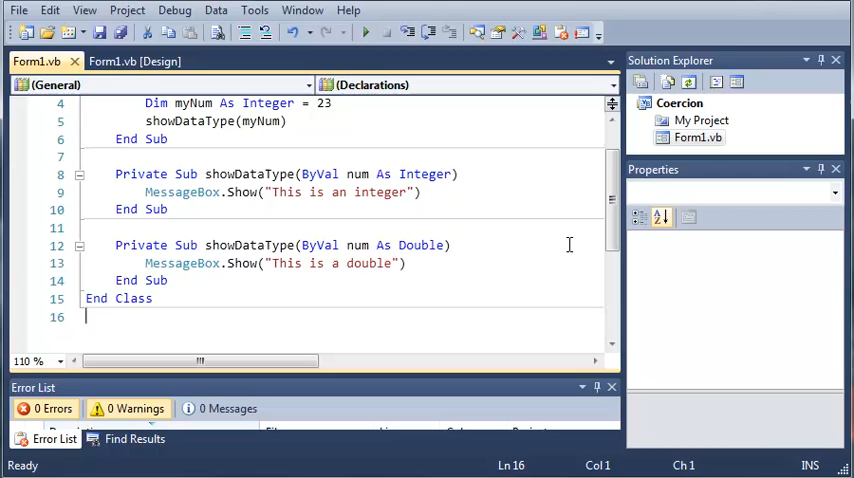 File Edit View Project Debug Data Tools Window Help
Form1.vb Form1.vb [Design]
(General) (Declarations)
4 Dim myNum As Integer = 23
5 showDataType(myNum)
6 End Sub
7
8 Private Sub showDataType(ByVal num As Integer)
9 MessageBox.Show("This is an integer")
10 End Sub
11
12 Private Sub showDataType(ByVal num As Double)
13 MessageBox.Show("This is a double")
14 End Sub
15 End Class
16
110 %
Solution Explorer
Coercion
My Project
Form1.vb
Properties
Error List
0 Errors 0 Warnings 0 Messages
Error List Find Results
Ready Ln 16 Col 1 Ch 1 INS